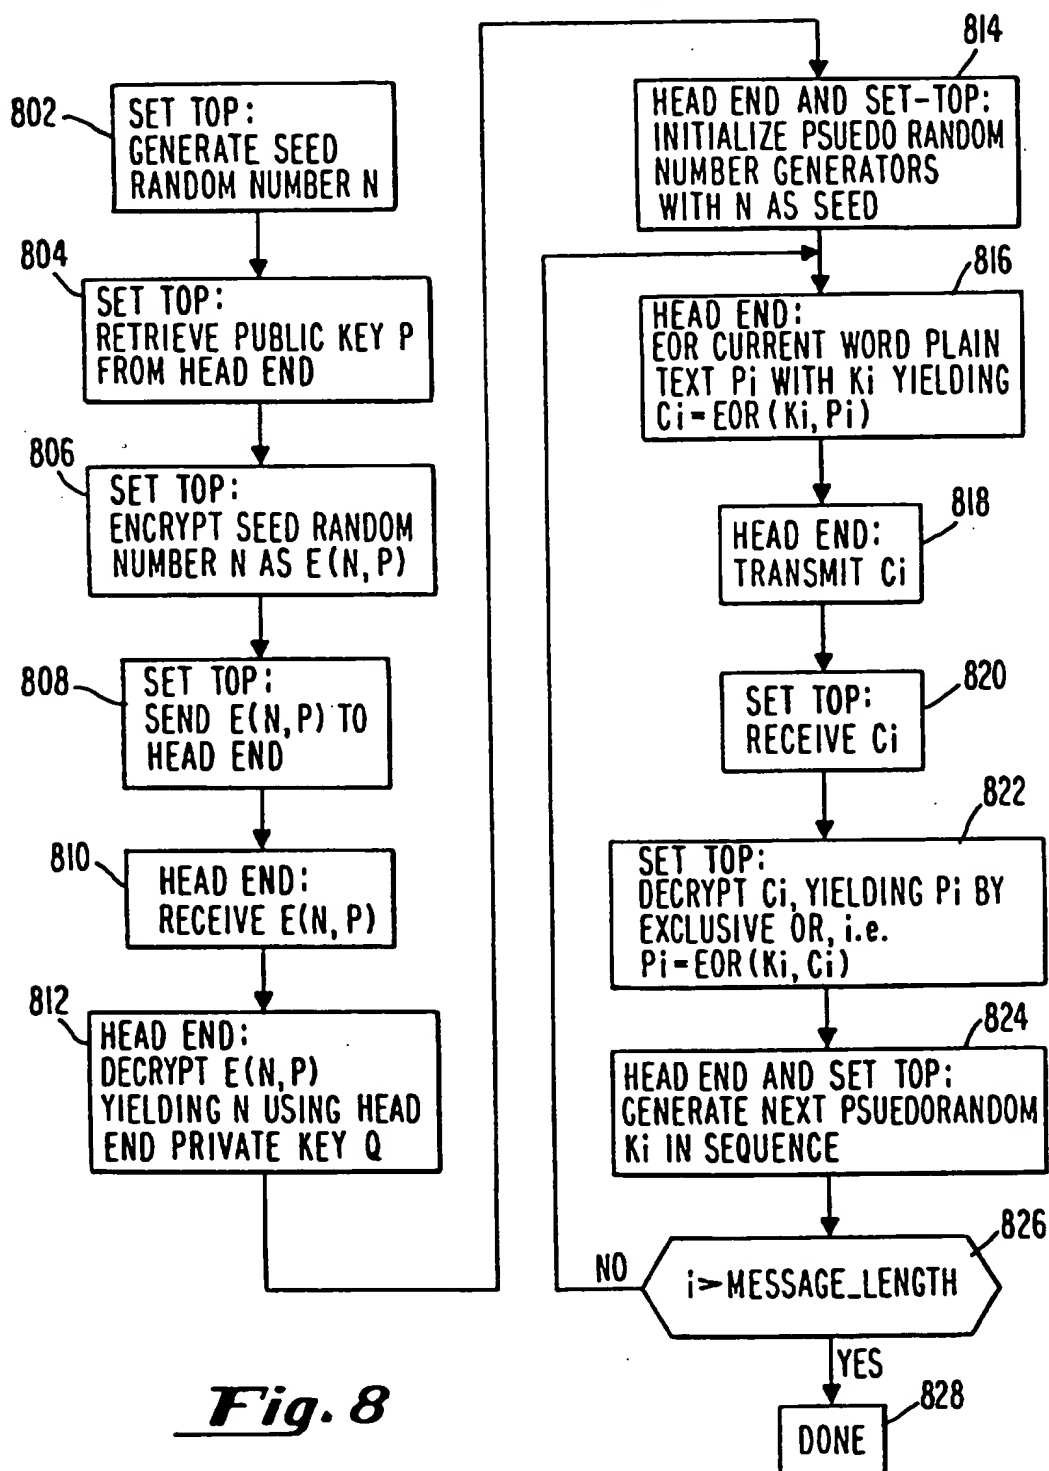 802
SET TOP:
GENERATE SEED
RANDOM NUMBER N
804
SET TOP:
RETRIEVE PUBLIC KEY P
FROM HEAD END
806
SET TOP:
ENCRYPT SEED RANDOM
NUMBER N AS E(N,P)
808
SET TOP:
SEND E(N,P) TO
HEAD END
810
HEAD END:
RECEIVE E(N,P)
812
HEAD END:
DECRYPT E(N,P)
YIELDING N USING HEAD
END PRIVATE KEY Q
814
HEAD END AND SET-TOP:
INITIALIZE PSUEDO RANDOM
NUMBER GENERATORS
WITH N AS SEED
816
HEAD END:
EOR CURRENT WORD PLAIN
TEXT Pi WITH Ki YIELDING
Ci=EOR(Ki,Pi)
818
HEAD END:
TRANSMIT Ci
820
SET TOP:
RECEIVE Ci
822
SET TOP:
DECRYPT Ci, YIELDING Pi BY
EXCLUSIVE OR, i.e.
Pi=EOR(Ki,Ci)
824
HEAD END AND SET TOP:
GENERATE NEXT PSUEDORANDOM
Ki IN SEQUENCE
826
i>MESSAGE_LENGTH
NO
YES
828
DONE
Fig. 8